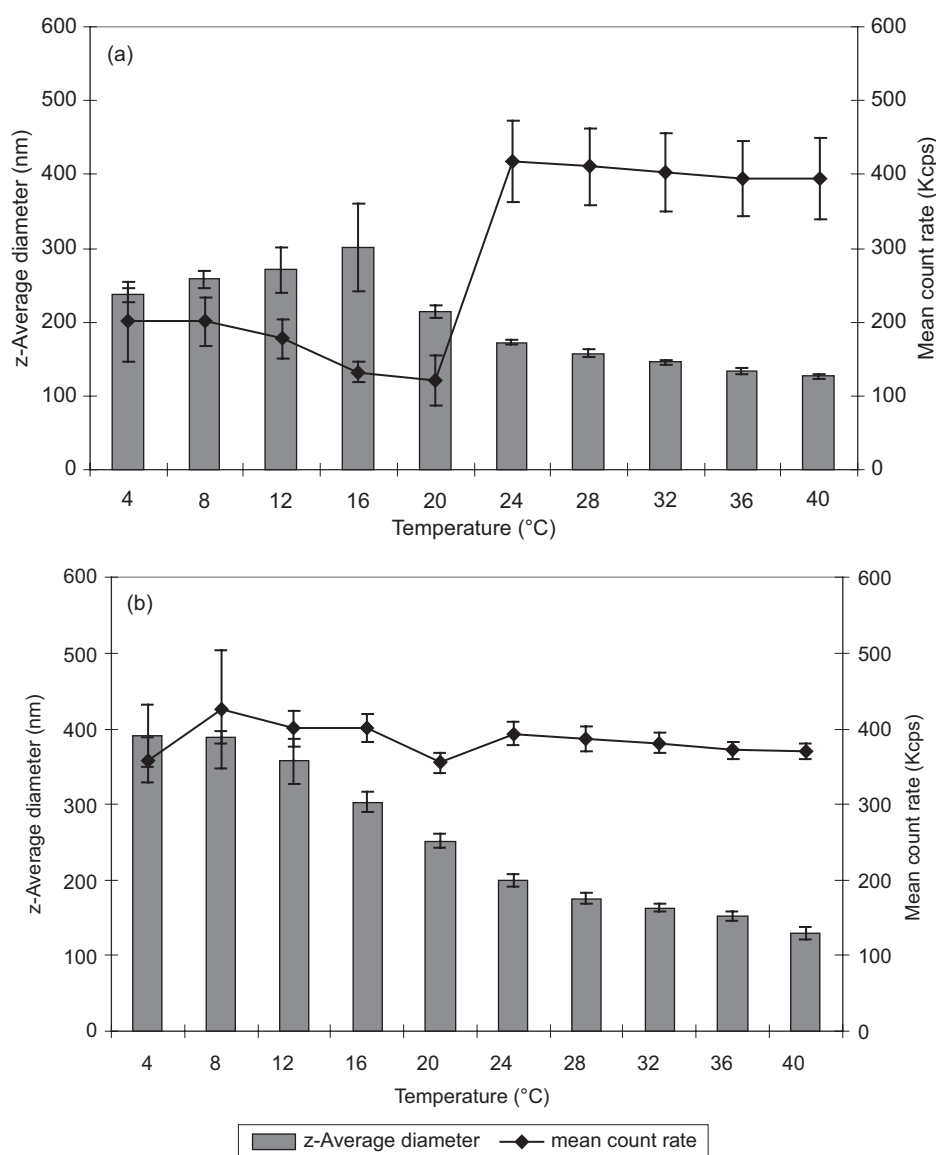 (a)
z-Average diameter (nm)
600
500
400
300
200
100
0
600
500
400
300
200
100
0
Mean count rate (Kcps)
4 8 12 16 20 24 28 32 36 40
Temperature (°C)
(b)
z-Average diameter (nm)
600
500
400
300
200
100
0
600
500
400
300
200
100
0
Mean count rate (Kcps)
4 8 12 16 20 24 28 32 36 40
Temperature (°C)
z-Average diameter mean count rate